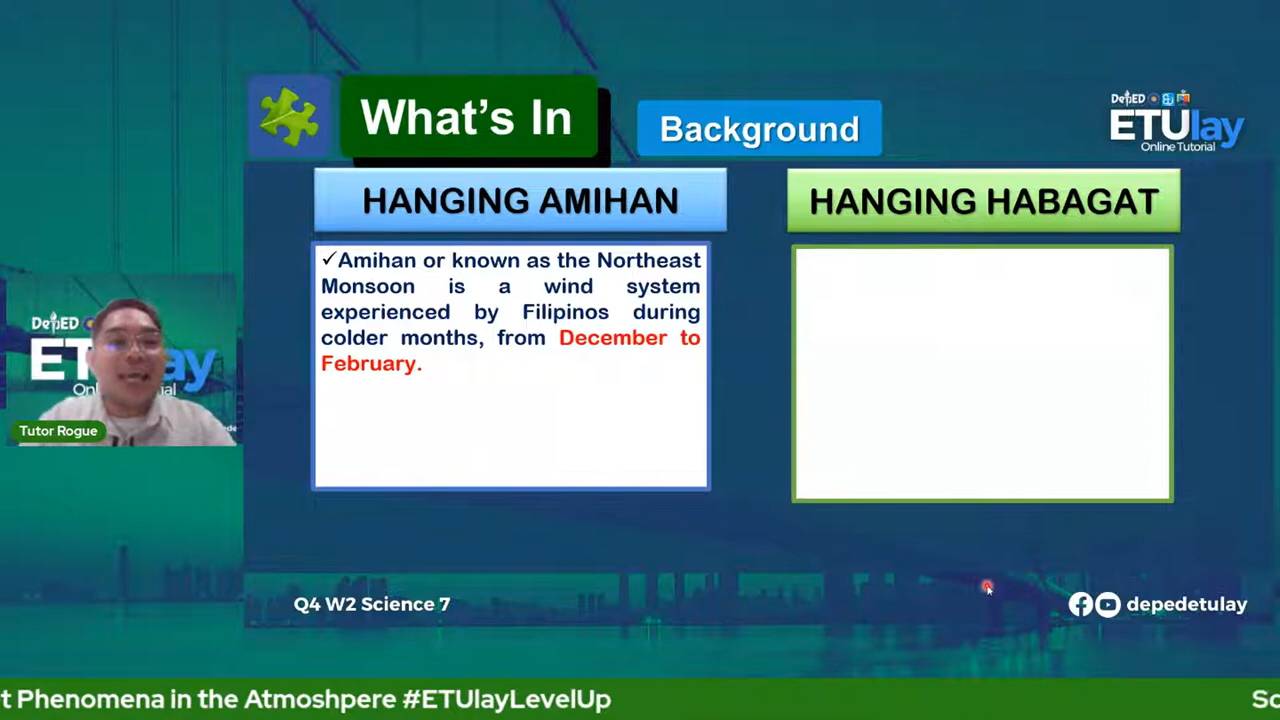 What's In
Background
DepED
ETUlay
Online Tutorial
HANGING AMIHAN
HANGING HABAGAT
✓Amihan or known as the Northeast
Monsoon is a wind system
experienced by Filipinos during
colder months, from December to
February.
DepED
Tutor Rogue
Q4 W2 Science 7
depedetulay
t Phenomena in the Atmoshpere #ETUlayLevelUp
Sc